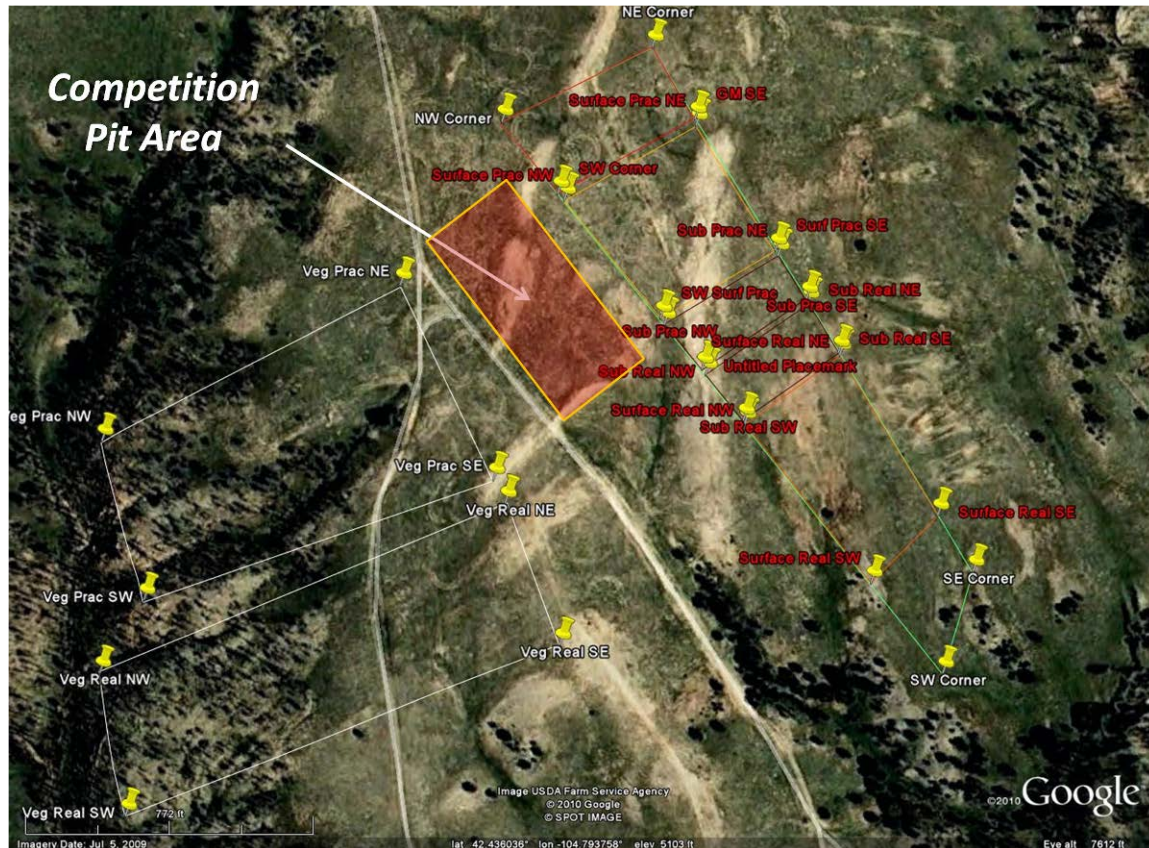 NE Corner
Competition
Pit Area
Surface Prac NE
GM SE
NW Corner
Surface Prac NW
SW Corner
Sub Prac NE
Surf Prac SE
Veg Prac NE
SW Surf Prac
Sub Real NE
Sub Prac SE
Sub Prac NW
Surface Real NE
Sub Real SE
Sub Real NW
Untitled Placemark
Surface Real NW
Sub Real SW
Veg Prac NW
Veg Prac SE
Veg Real NE
Surface Real SE
Surface Real SW
SE Corner
Veg Prac SW
Veg Real SE
Veg Real NW
SW Corner
Image USDA Farm Service Agency
© 2010 Google
© SPOT IMAGE
©2010 Google
Veg Real SW
772 ft
Imagery Date: Jul 5, 2009
lat 42.436036° lon -104.793758° elev 5103 ft
Eye alt 7612 ft